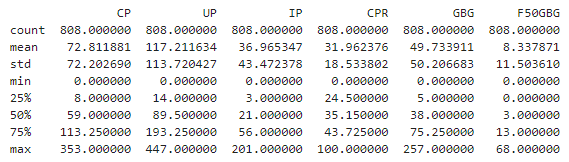 CP UP IP CPR GBG F50GBG
count 808.000000 808.000000 808.000000 808.000000 808.000000 808.000000
mean 72.811881 117.211634 36.965347 31.962376 49.733911 8.337871
std 72.202690 113.720427 43.472378 18.533802 50.206683 11.503610
min 0.000000 0.000000 0.000000 0.000000 0.000000 0.000000
25% 8.000000 14.000000 3.000000 24.500000 5.000000 0.000000
50% 59.000000 89.500000 21.000000 35.150000 38.000000 3.000000
75% 113.250000 193.250000 56.000000 43.725000 75.250000 13.000000
max 353.000000 447.000000 201.000000 100.000000 257.000000 68.000000